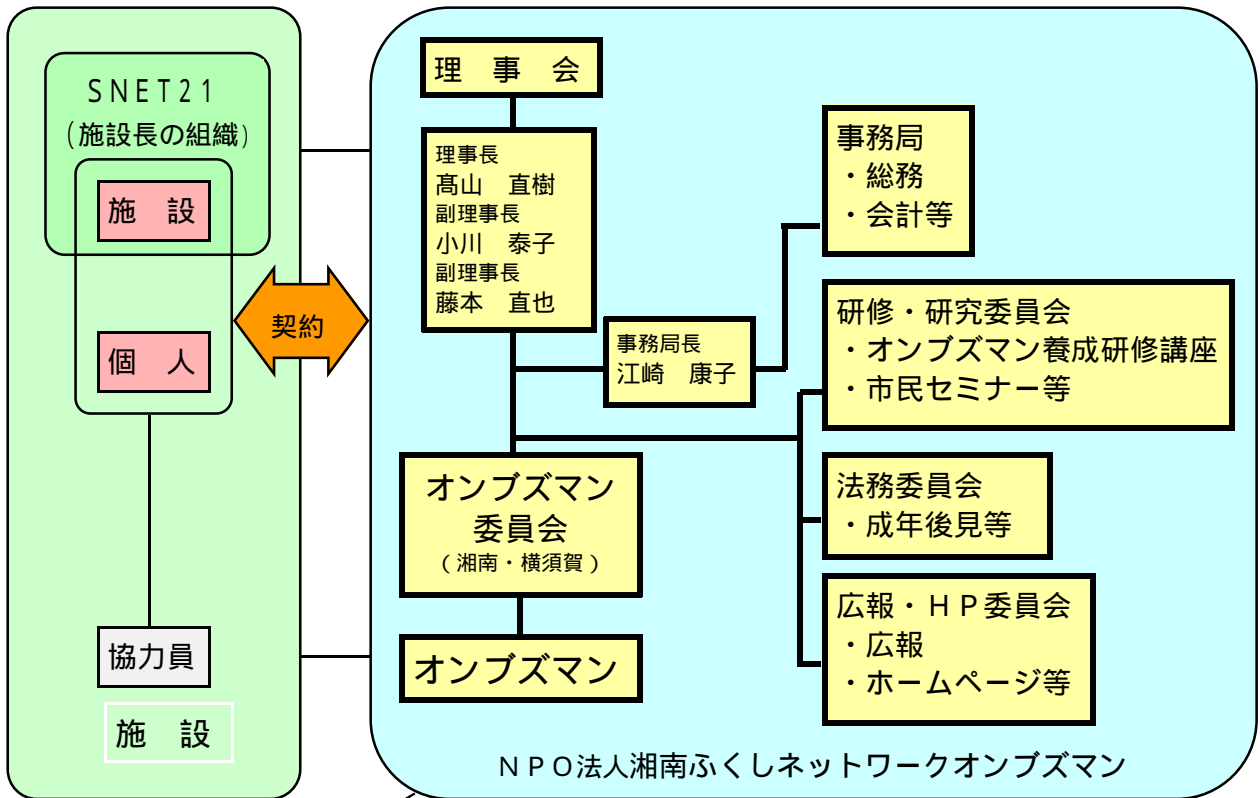 SNET21
(施設長の組織)
施　設
個　人
契約
協力員
施　設
理　事　会
理事長
髙山　直樹
副理事長
小川　泰子
副理事長
藤本　直也
事務局長
江崎　康子
事務局
・総務
・会計等
研修・研究委員会
・オンブズマン養成研修講座
・市民セミナー等
オンブズマン
委員会
(湘南・横須賀)
法務委員会
・成年後見等
広報・HP委員会
・広報
・ホームページ等
オンブズマン
NPO法人湘南ふくしネットワークオンブズマン